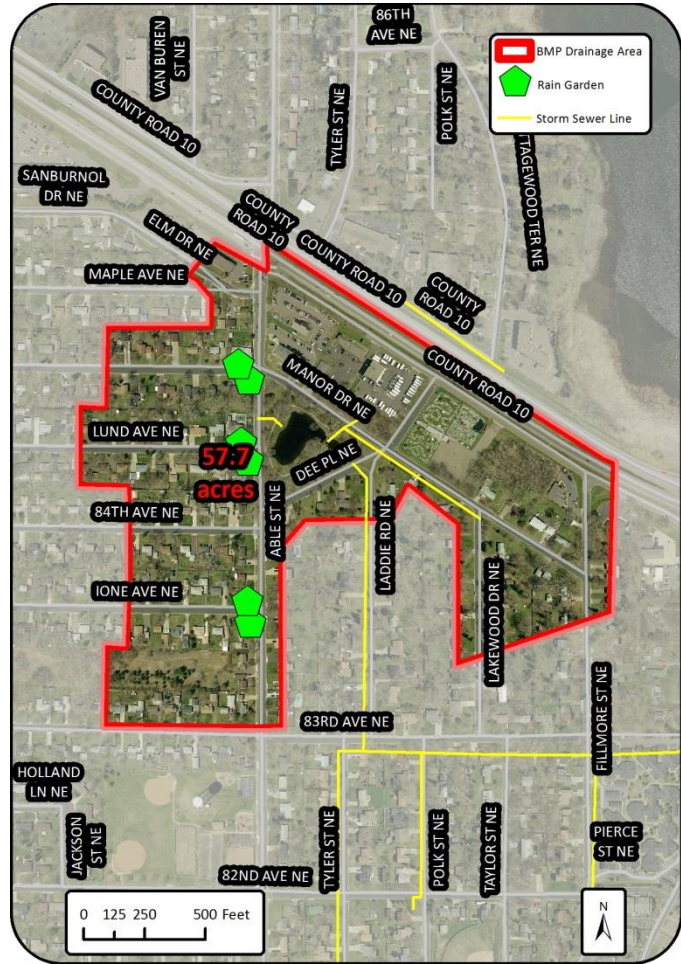 86TH
AVE NE
VAN BUREN
ST NE
BMP Drainage Area
Rain Garden
Storm Sewer Line
COUNTY ROAD 10
TYLER ST NE
POLK ST NE
TTAGEWOOD TER NE
SANBURNOL
DR NE
ELM DR NE
COUNTY
ROAD 10
COUNTY ROAD 10
COUNTY
ROAD 10
MAPLE AVE NE
COUNTY ROAD 10
MANOR DR NE
LUND AVE NE
DEE PL NE
57.7
acres
84TH AVE NE
ABLE ST NE
LADDIE RD NE
IONE AVE NE
LAKEWOOD DR NE
83RD AVE NE
FILLMORE ST NE
HOLLAND
LN NE
JACKSON
ST NE
TYLER ST NE
POLK ST NE
TAYLOR ST NE
PIERCE
ST NE
82ND AVE NE
0 125 250 500 Feet
N